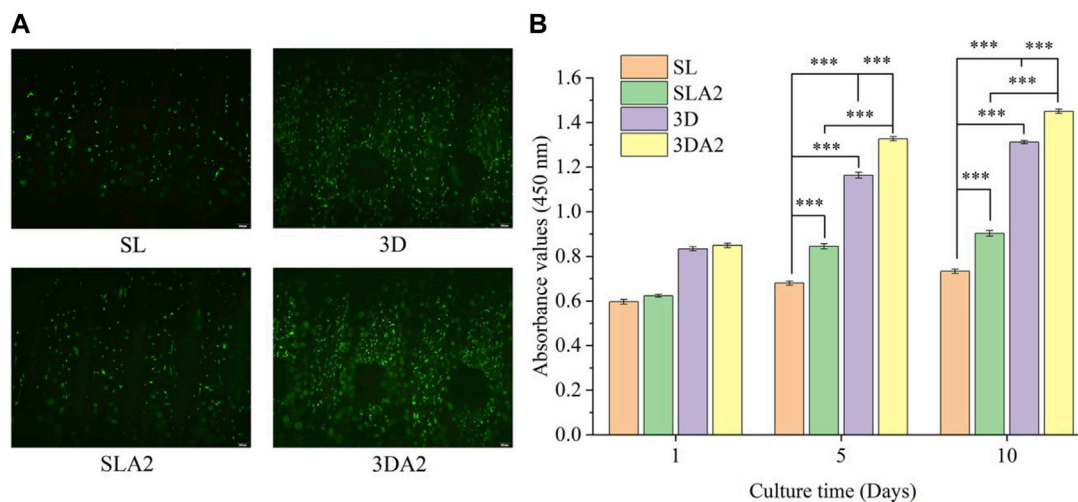 A
SL
3D
SLA2
3DA2
B
SL
SLA2
3D
3DA2
Absorbance values (450 nm)
1.6
1.4
1.2
1.0
0.8
0.6
0.4
0.2
0.0
***
***
***
***
***
***
***
***
***
***
1
5
10
Culture time (Days)